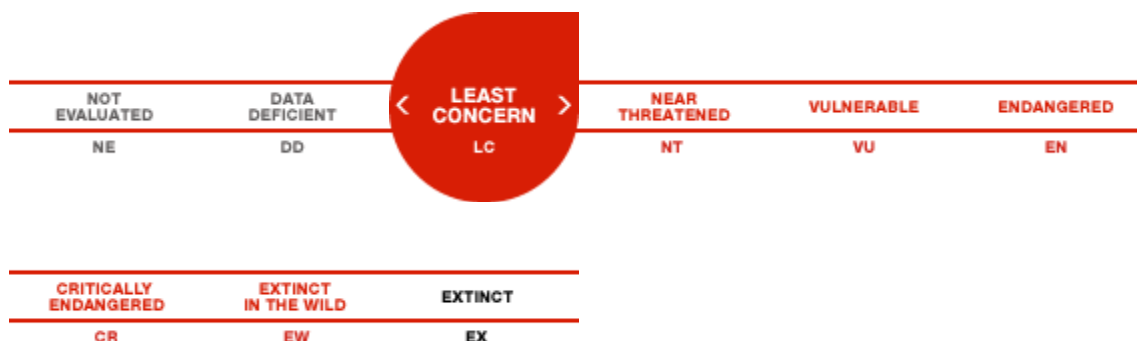 NOT
EVALUATED
NE
DATA
DEFICIENT
DD
< LEAST
CONCERN >
LC
NEAR
THREATENED
NT
VULNERABLE
VU
ENDANGERED
EN
CRITICALLY
ENDANGERED
CR
EXTINCT
IN THE WILD
EW
EXTINCT
EX